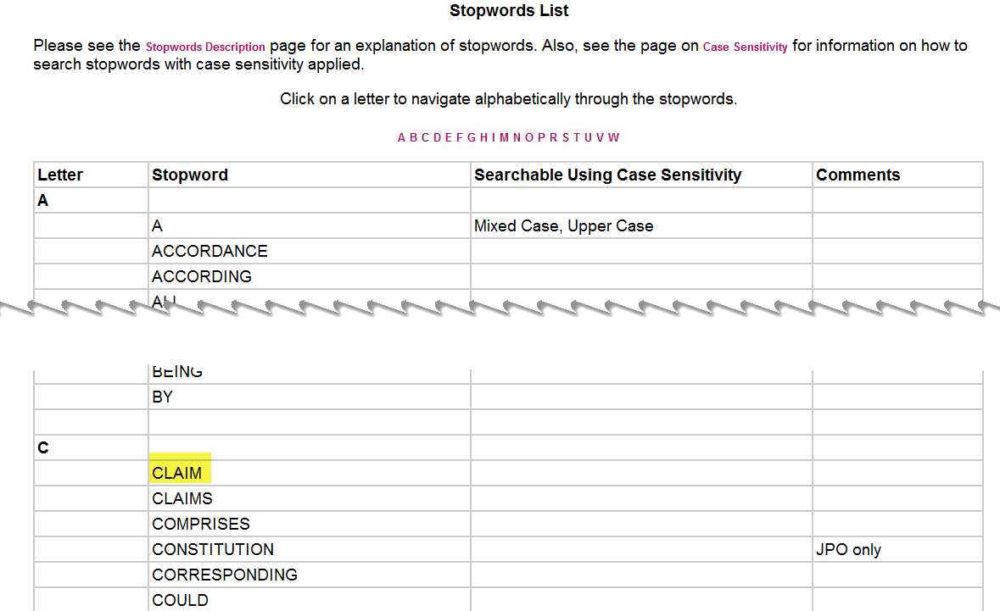 Stopwords List
Please see the Stopwords Description page for an explanation of stopwords. Also, see the page on Case Sensitivity for information on how to
search stopwords with case sensitivity applied.
Click on a letter to navigate alphabetically through the stopwords.
A B C D E F G H I M N O P R S T U V W
Letter Stopword Searchable Using Case Sensitivity Comments
A
A Mixed Case, Upper Case
ACCORDANCE
ACCORDING
ALL
BEING
BY
C
CLAIM
CLAIMS
COMPRISES
CONSTITUTION JPO only
CORRESPONDING
COULD